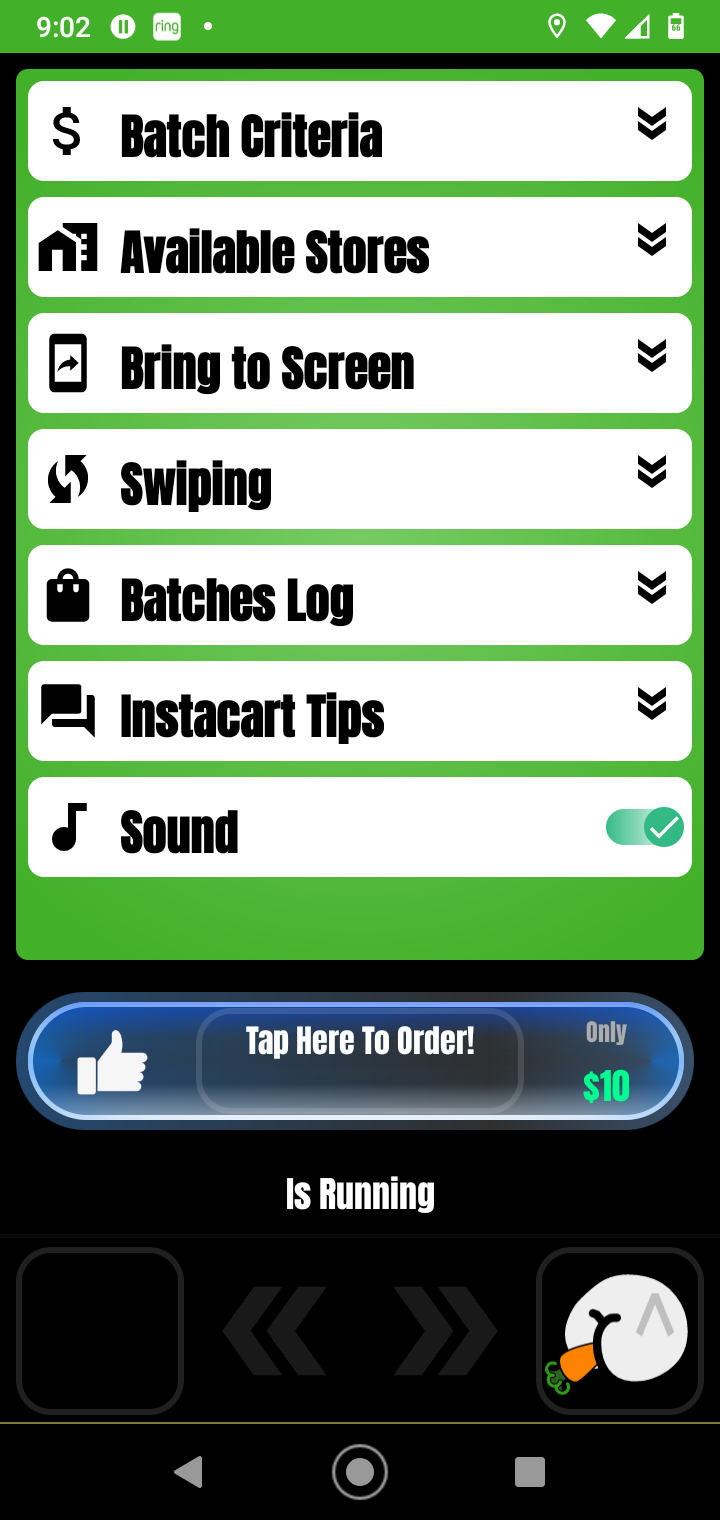 9:02 ring 66
$ Batch Criteria
Available Stores
Bring to Screen
Swiping
Batches Log
Instacart Tips
Sound
Tap Here To Order!
Only
$10
Is Running